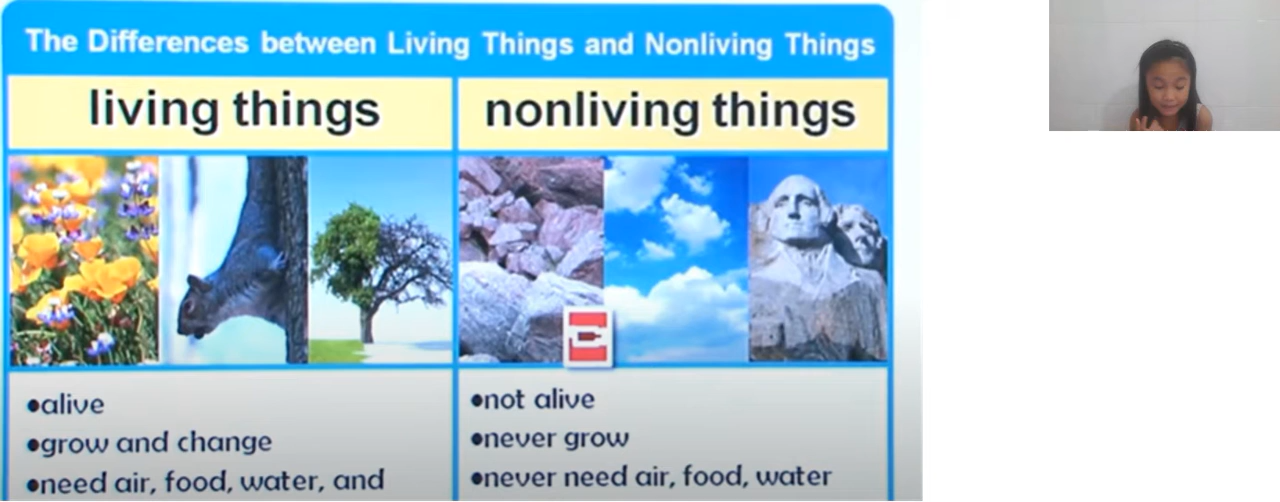 The Differences between Living Things and Nonliving Things
living things
nonliving things
•alive
•grow and change
•need air, food, water, and
•not alive
•never grow
•never need air, food, water